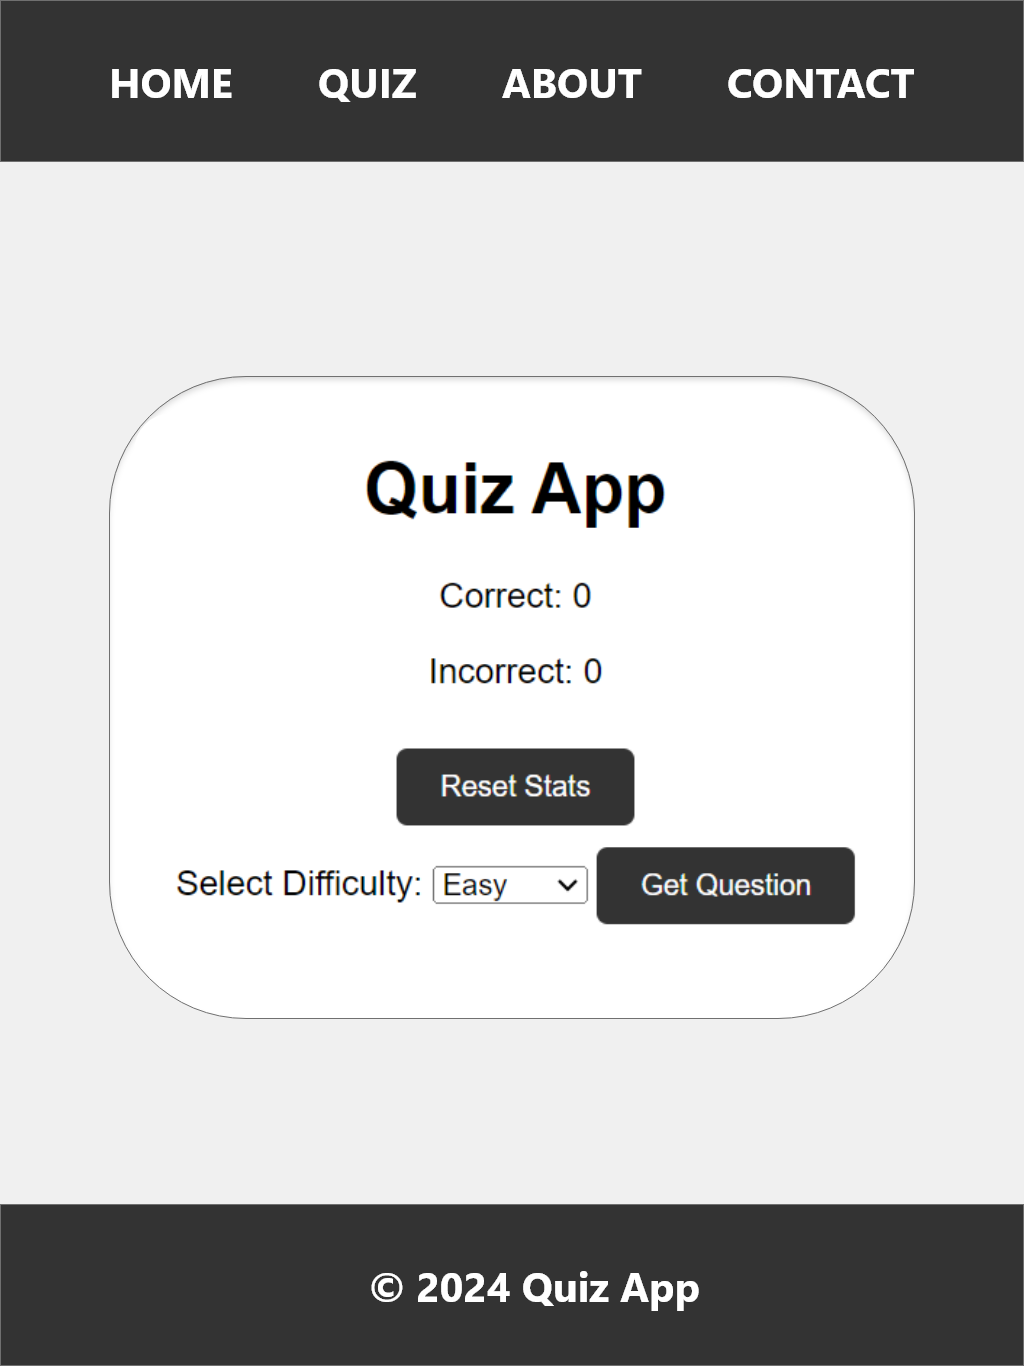 HOME QUIZ ABOUT CONTACT
Quiz App
Correct: 0
Incorrect: 0
Reset Stats
Select Difficulty: Easy Get Question
© 2024 Quiz App